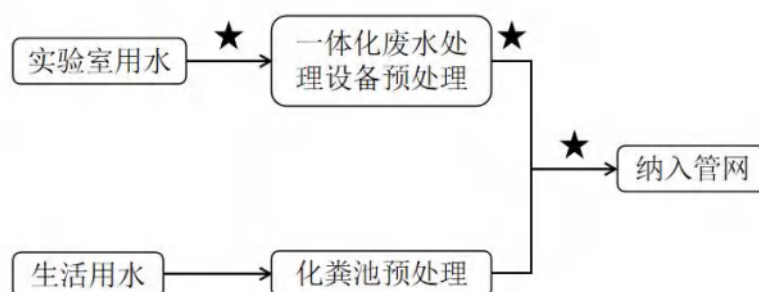 实验室用水
一体化废水处
理设备预处理
纳入管网
生活用水
化粪池预处理